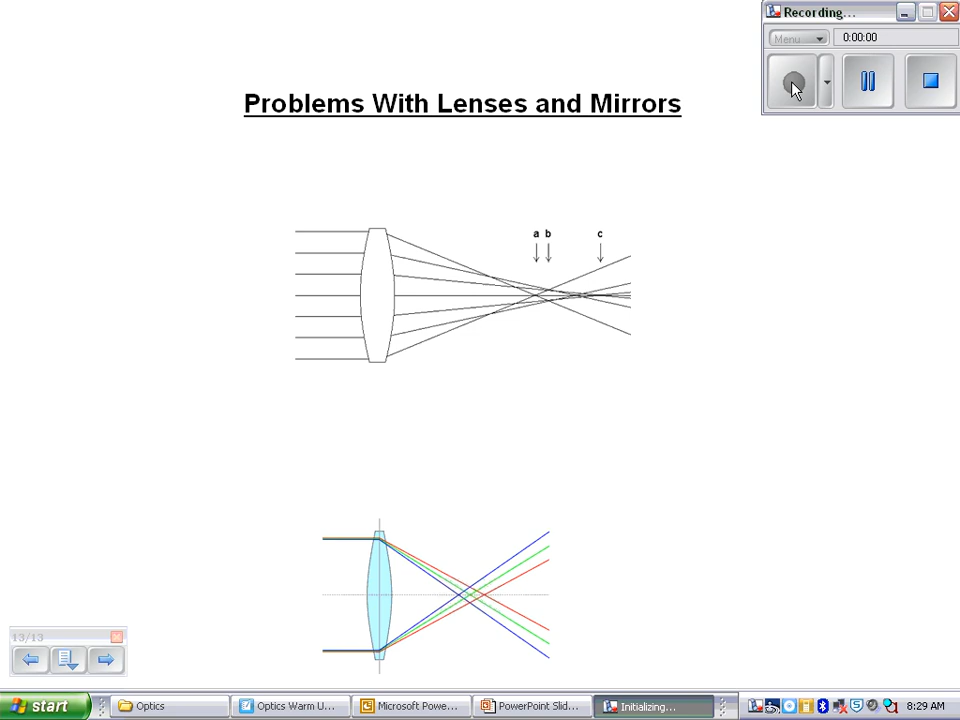 Recording...
Menu
0:00:00
Problems With Lenses and Mirrors
a b c
13/13
start
Optics
Optics Warm U...
Microsoft Powe...
PowerPoint Slid...
Initializing...
8:29 AM